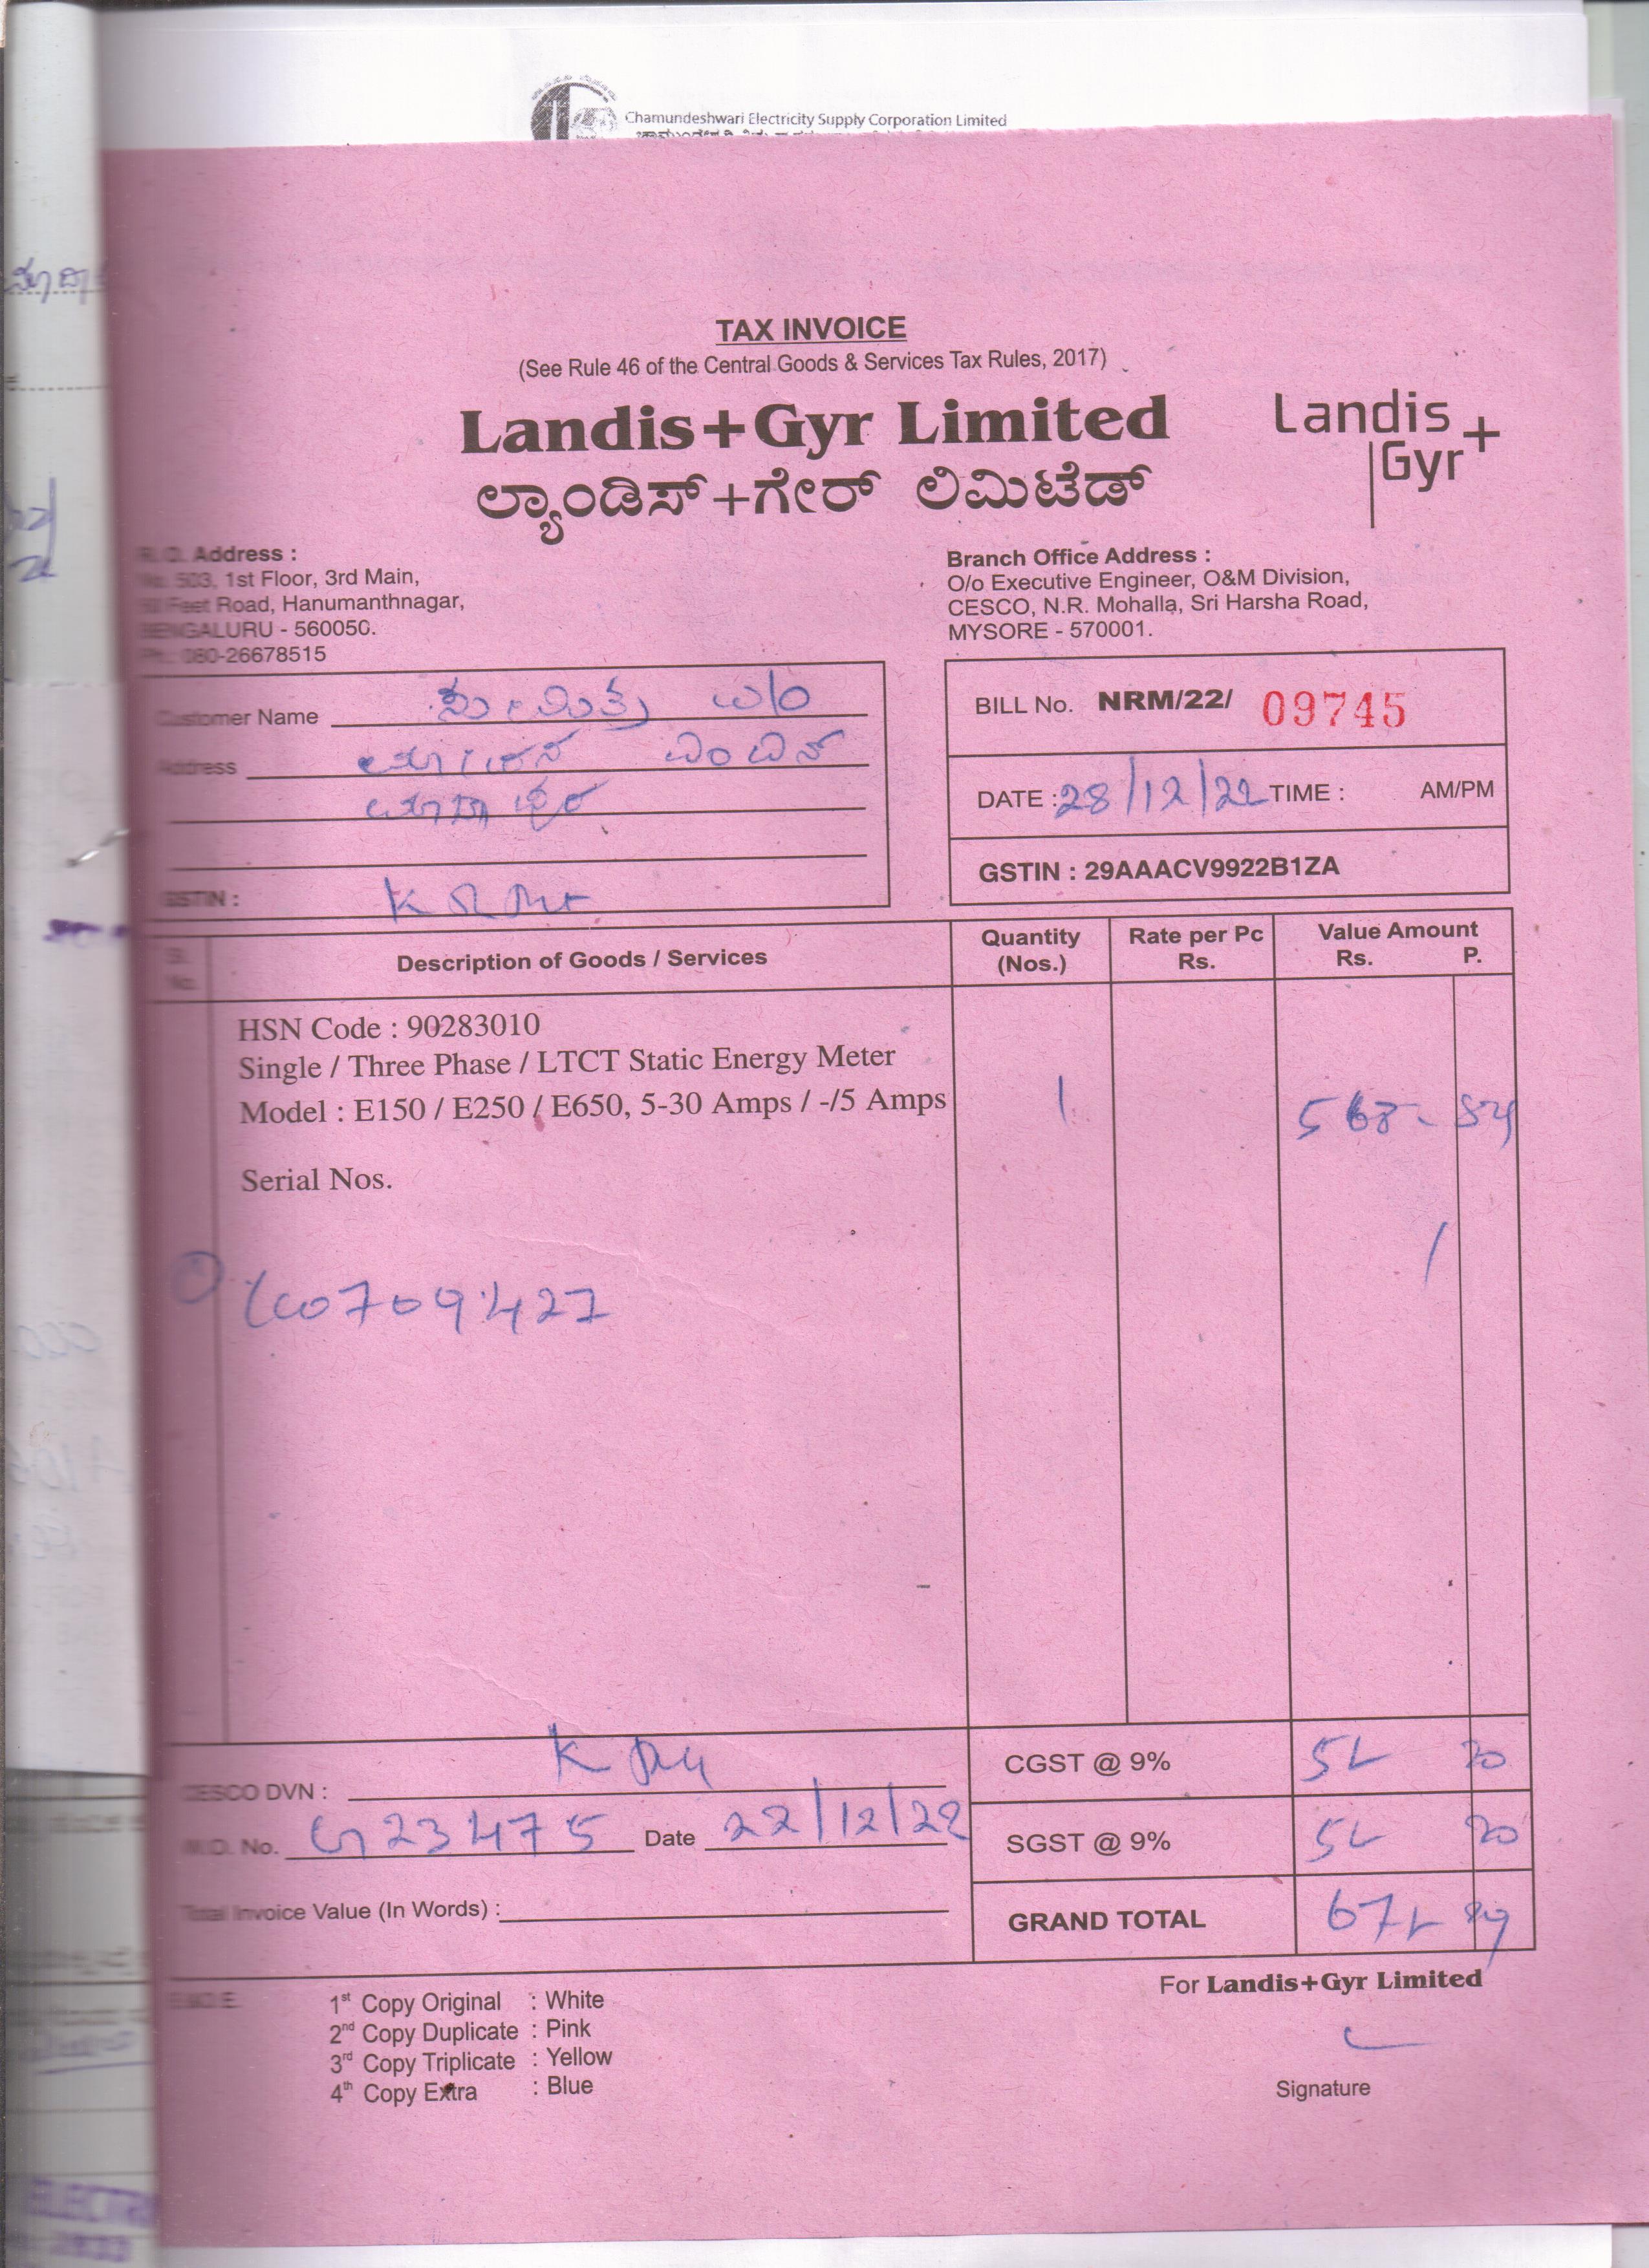 Chamundeshwari Electricity Supply Corporation Limited
TAX INVOICE
(See Rule 46 of the Central Goods & Services Tax Rules, 2017)
Landis+Gyr Limited
Landis
Gyr+
ಲ್ಯಾಂಡಿಸ್+ಗೇರ್ ಲಿಮಿಟೆಡ್
Address :
503, 1st Floor, 3rd Main,
Feet Road, Hanumanthnagar,
BENGALURU - 560050.
Ph.: 080-26678515
Branch Office Address :
O/o Executive Engineer, O&M Division,
CESCO, N.R. Mohalla, Sri Harsha Road,
MYSORE - 570001.
Customer Name
Address
GSTIN :
BILL No. NRM/22/ 09745
DATE : 28/12/22 TIME : AM/PM
GSTIN : 29AAACV9922B1ZA
Sl. No.
Description of Goods / Services
Quantity (Nos.)
Rate per Pc Rs.
Value Amount Rs. P.
HSN Code : 90283010
Single / Three Phase / LTCT Static Energy Meter
Model : E150 / E250 / E650, 5-30 Amps / -/5 Amps 1
Serial Nos.
CESCO DVN :
CGST @ 9%
No. G23475 Date 22/12/22
SGST @ 9%
Total Invoice Value (In Words) :
GRAND TOTAL
For Landis+Gyr Limited
1st Copy Original : White
2nd Copy Duplicate : Pink
3rd Copy Triplicate : Yellow
4th Copy Extra : Blue
Signature